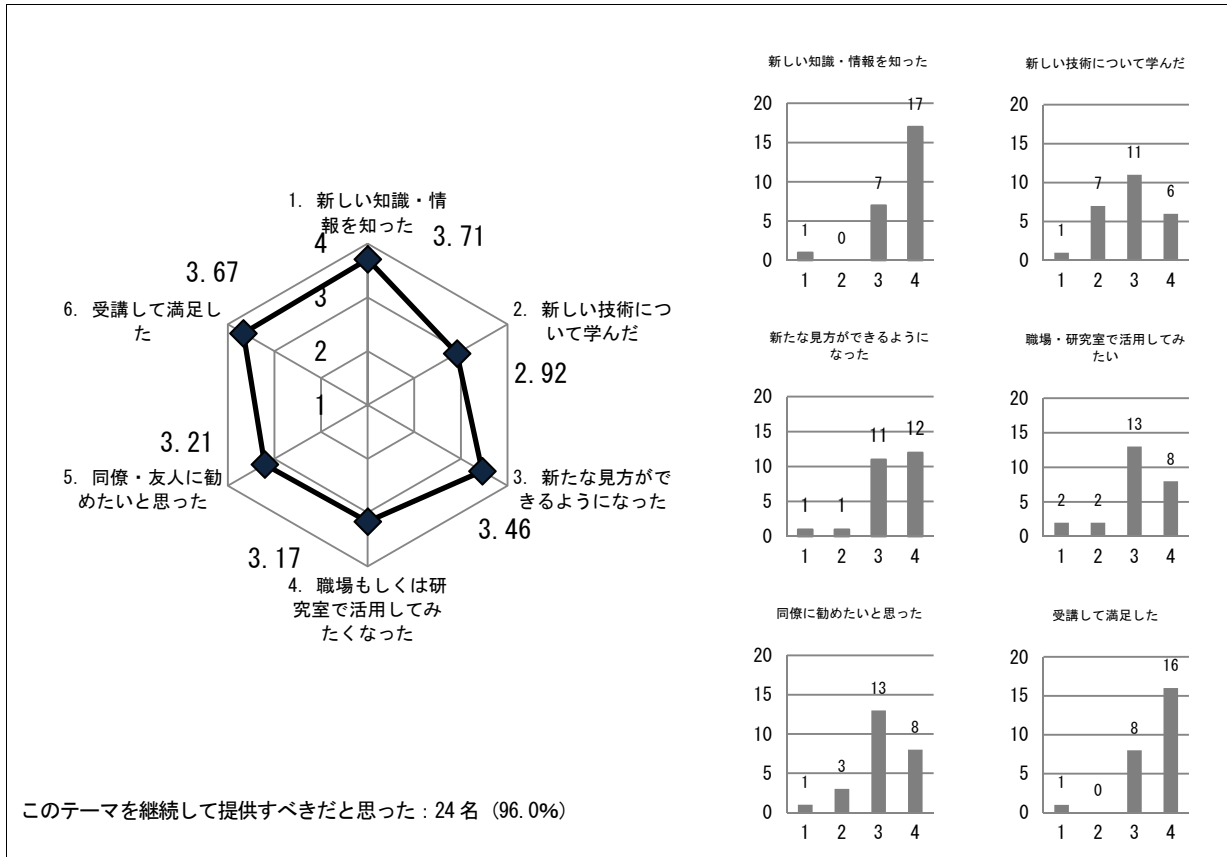 1. 新しい知識・情
報を知った
3.71
4
3
2
1
2. 新しい技術につ
いて学んだ
2.92
3. 新たな見方がで
きるようになった
3.46
4. 職場もしくは研
究室で活用してみ
たくなった
3.17
5. 同僚・友人に勧
めたいと思った
3.21
6. 受講して満足し
た
3.67
このテーマを継続して提供すべきだと思った：24 名（96.0%）
新しい知識・情報を知った
20
15
10
5
0
1
0
7
17
1 2 3 4
新しい技術について学んだ
20
15
10
5
0
1
7
11
6
1 2 3 4
新たな見方ができるように
なった
20
15
10
5
0
1
1
11
12
1 2 3 4
職場・研究室で活用してみ
たい
20
15
10
5
0
2
2
13
8
1 2 3 4
同僚に勧めたいと思った
20
15
10
5
0
1
3
13
8
1 2 3 4
受講して満足した
20
15
10
5
0
1
0
8
16
1 2 3 4